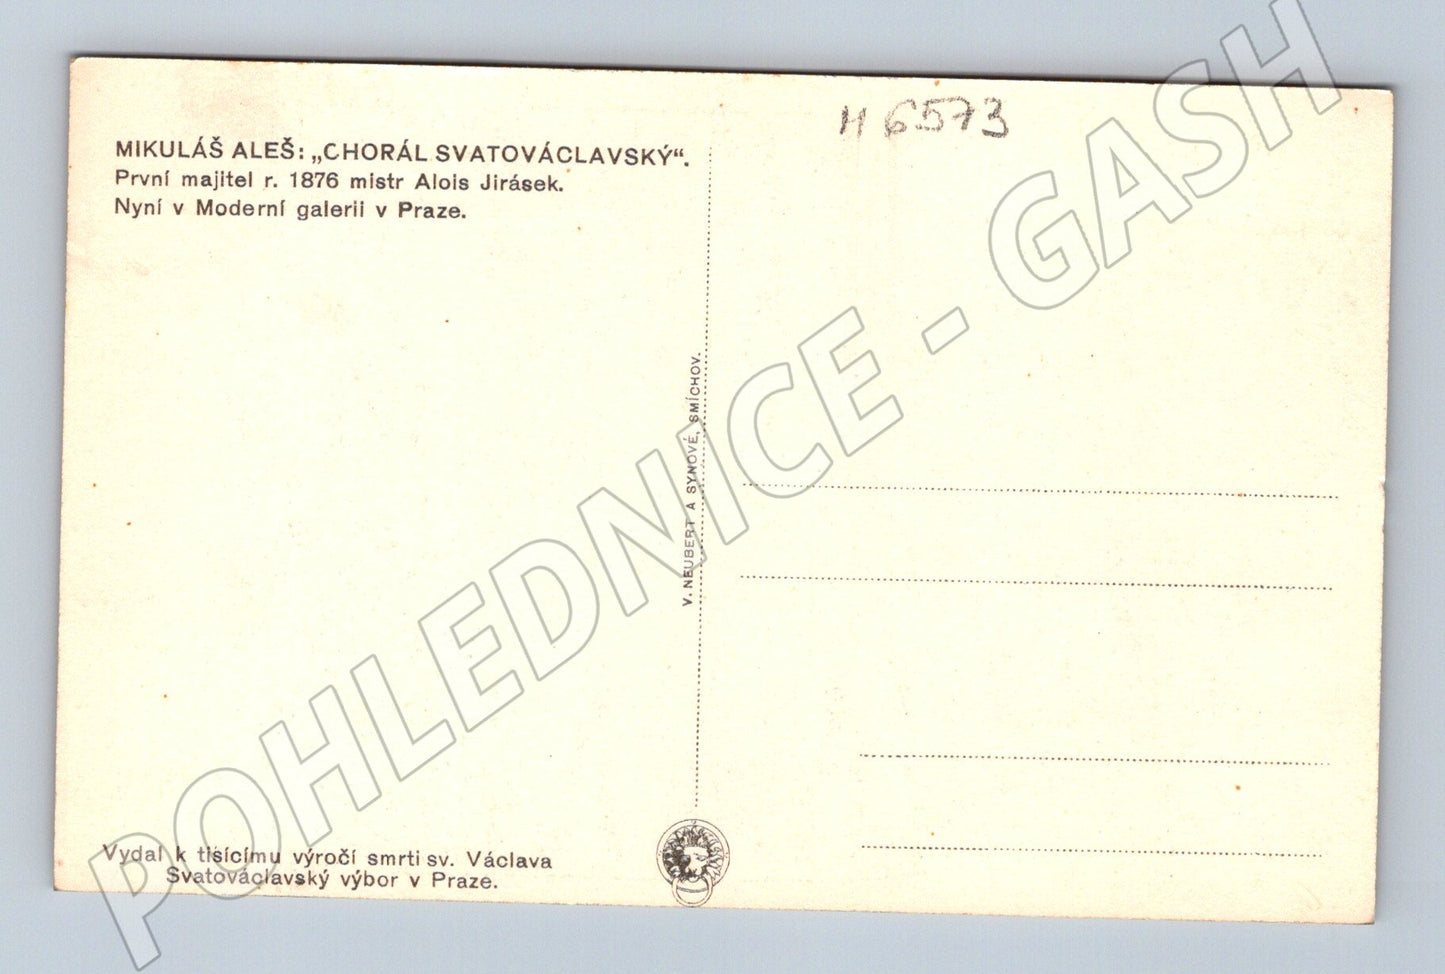 H 6573
MIKULÁŠ ALEŠ: „CHORÁL SVATOVÁCLAVSKÝ“.
První majitel r. 1876 mistr Alois Jirásek.
Nyní v Moderní galerii v Praze.
V. NEUBERT A SYNOVÉ, SMÍCHOV.
Vydal k tisícímu výročí smrti sv. Václava
Svatováclavský výbor v Praze.
POHLEDNICE - GASH